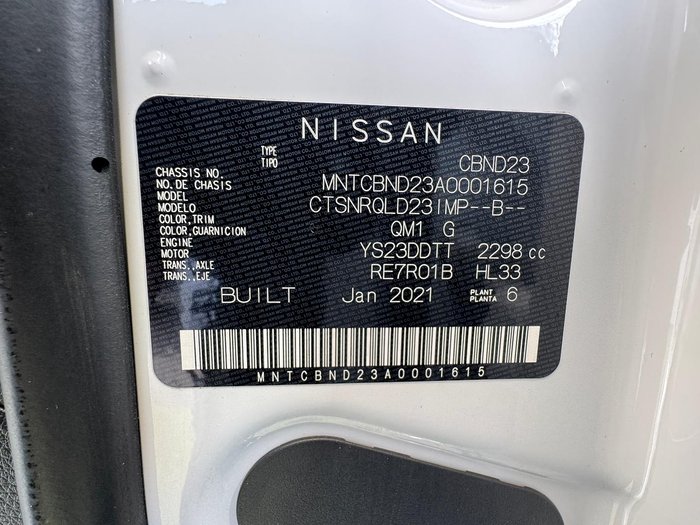 NISSAN
TYPE
TIPO CBND23
CHASSIS NO.
NO. DE CHASIS MNTCBND23A0001615
MODEL
MODELO CTSNRQLD23IMP--B--
COLOR, TRIM
COLOR, GUARNICION QM1 G
ENGINE
MOTOR YS23DDTT 2298 cc
TRANS., AXLE
TRANS., EJE RE7R01B HL33
BUILT Jan 2021 PLANT
PLANTA 6
MNTCBND23A0001615